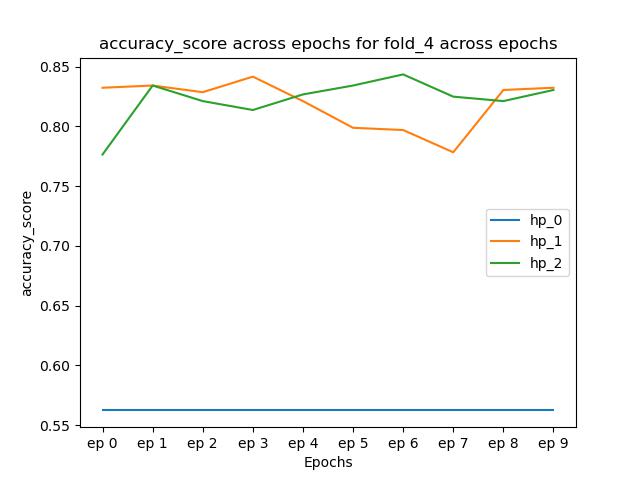 accuracy_score across epochs for fold_4 across epochs
accuracy_score
0.85
0.80
0.75
0.70
0.65
0.60
0.55
hp_0
hp_1
hp_2
ep 0 ep 1 ep 2 ep 3 ep 4 ep 5 ep 6 ep 7 ep 8 ep 9
Epochs